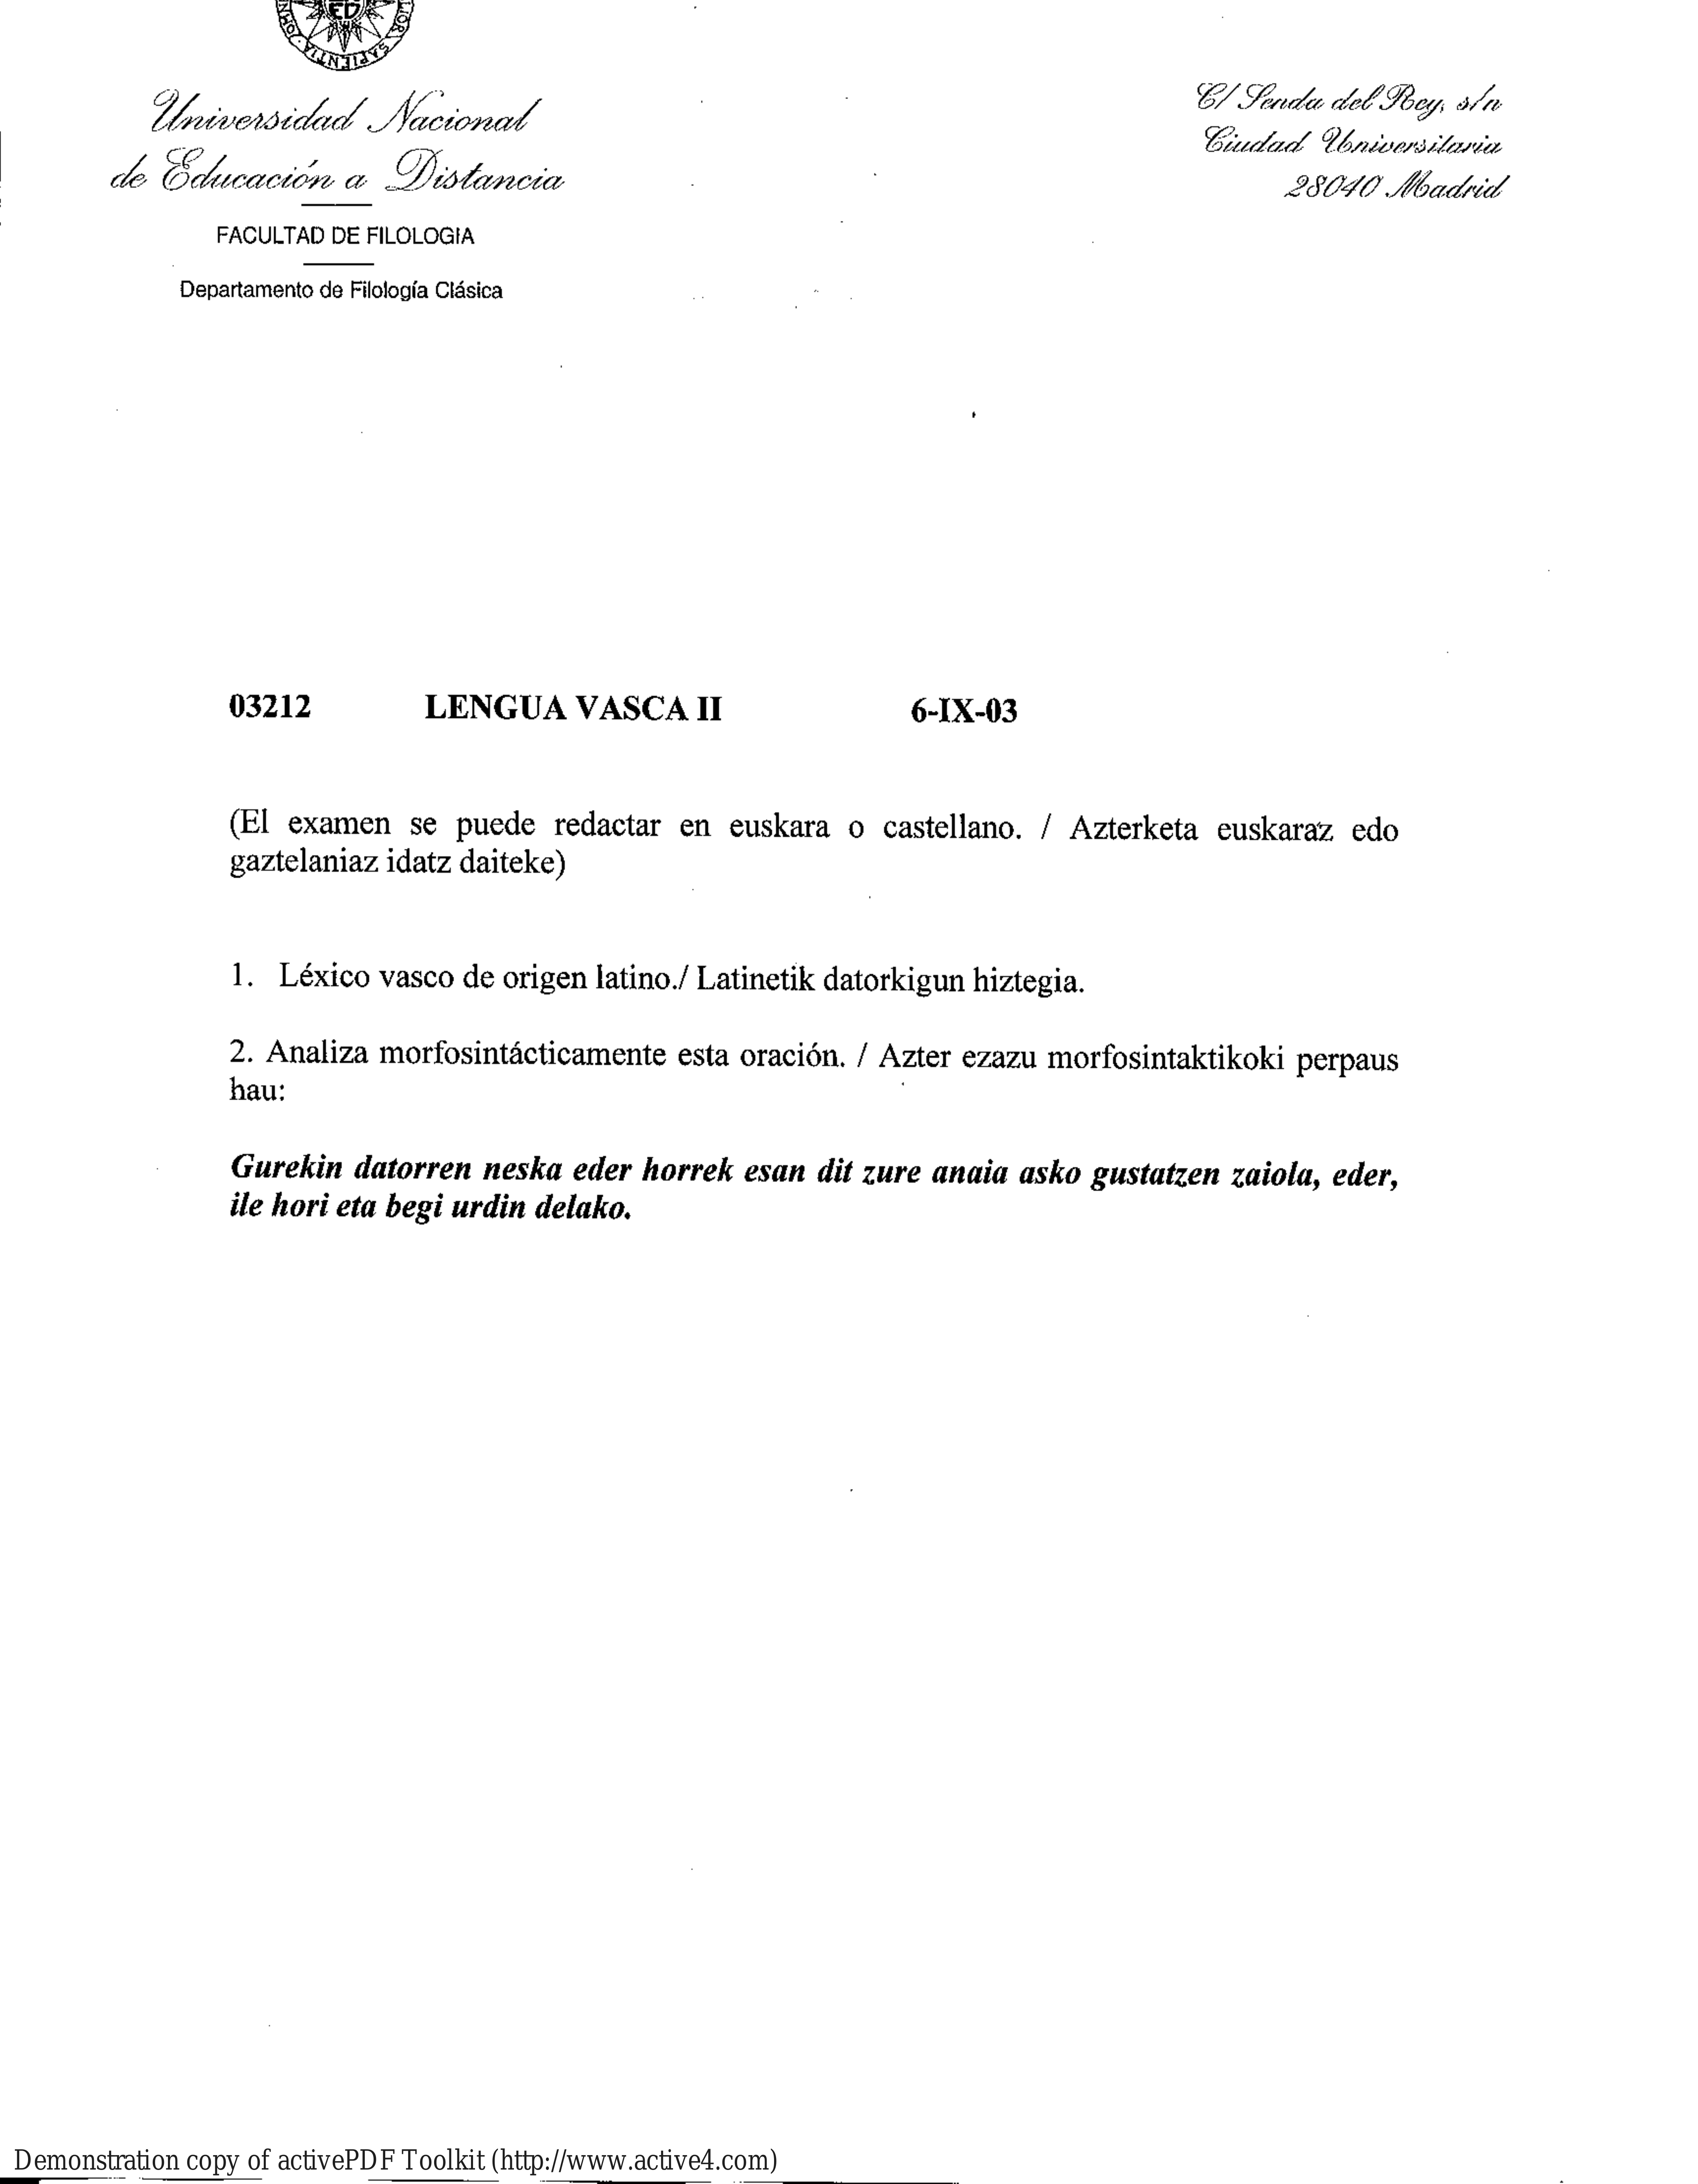 ED
SAPIENTIA
Universidad Nacional
de Educación a Distancia
FACULTAD DE FILOLOGIA
Departamento de Filología Clásica
C/ Senda del Rey, s/n
Ciudad Universitaria
28040 Madrid
03212 LENGUA VASCA II 6-IX-03
(El examen se puede redactar en euskara o castellano. / Azterketa euskaraz edo
gaztelaniaz idatz daiteke)
1. Léxico vasco de origen latino./ Latinetik datorkigun hiztegia.
2. Analiza morfosintácticamente esta oración. / Azter ezazu morfosintaktikoki perpaus
hau:
Gurekin datorren neska eder horrek esan dit zure anaia asko gustatzen zaiola, eder,
ile hori eta begi urdin delako.
Demonstration copy of activePDF Toolkit (http://www.active4.com)